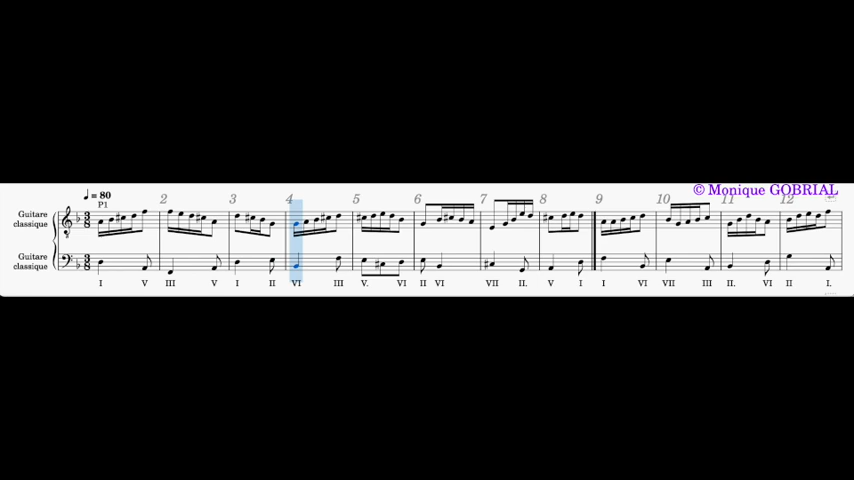 © Monique GOBRIAL
♩ = 80
P1
2 3 4 5 6 7 8 9 10 11 12
Guitare
classique
Guitare
classique
I V III V I II VI III V. VI II VI VII II. V I I VI VII III II. VI II I.